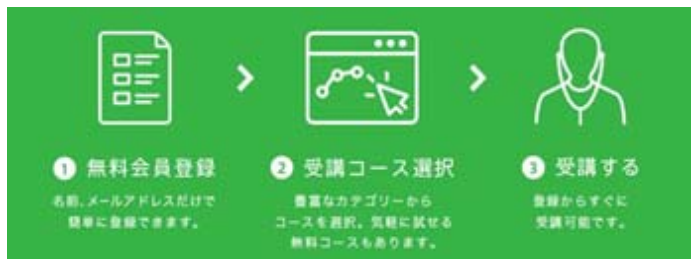 1 無料会員登録
名前、メールアドレスだけで
簡単に登録できます。
2 受講コース選択
豊富なカテゴリーから
コースを選択。気軽に試せる
無料コースもあります。
3 受講する
登録からすぐに
受講可能です。